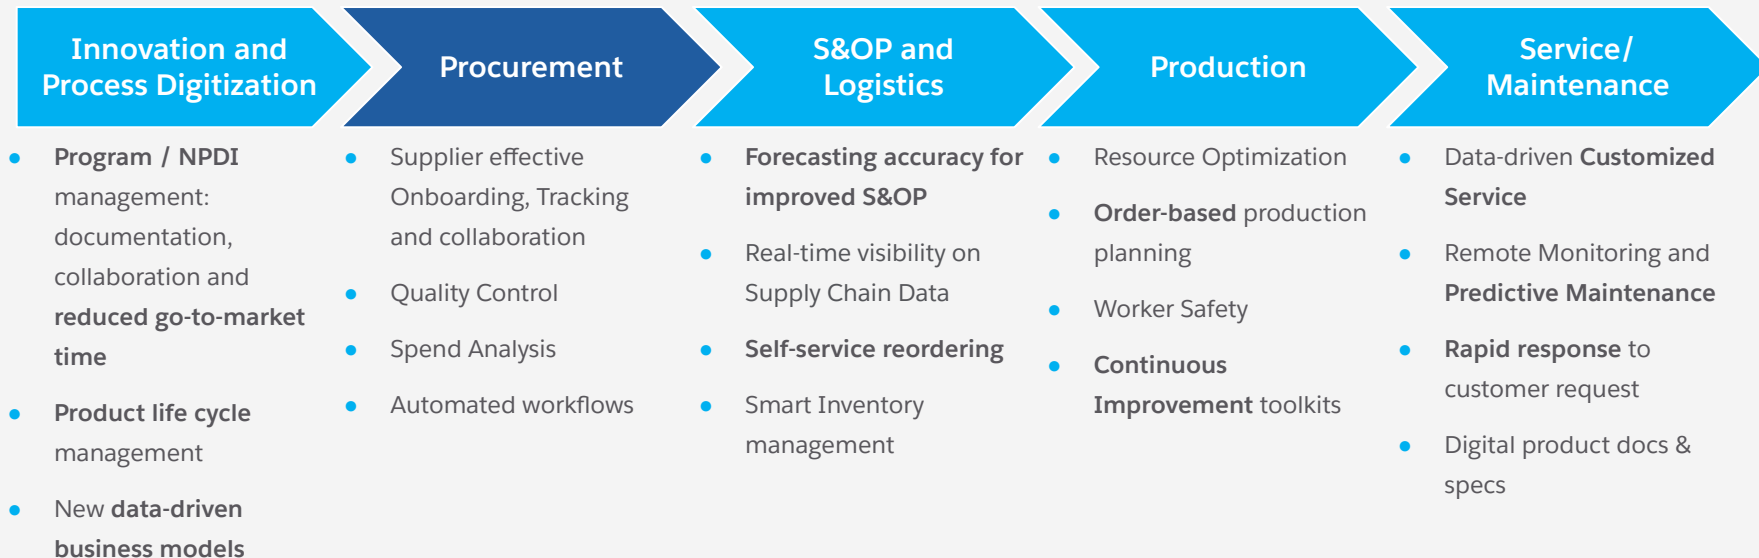 Innovation and
Process Digitization
Procurement
S&OP and
Logistics
Production
Service/
Maintenance
Program / NPDI
management:
documentation,
collaboration and
reduced go-to-market
time
Product life cycle
management
New data-driven
business models
Supplier effective
Onboarding, Tracking
and collaboration
Quality Control
Spend Analysis
Automated workflows
Forecasting accuracy for
improved S&OP
Real-time visibility on
Supply Chain Data
Self-service reordering
Smart Inventory
management
Resource Optimization
Order-based production
planning
Worker Safety
Continuous
Improvement toolkits
Data-driven Customized
Service
Remote Monitoring and
Predictive Maintenance
Rapid response to
customer request
Digital product docs &
specs